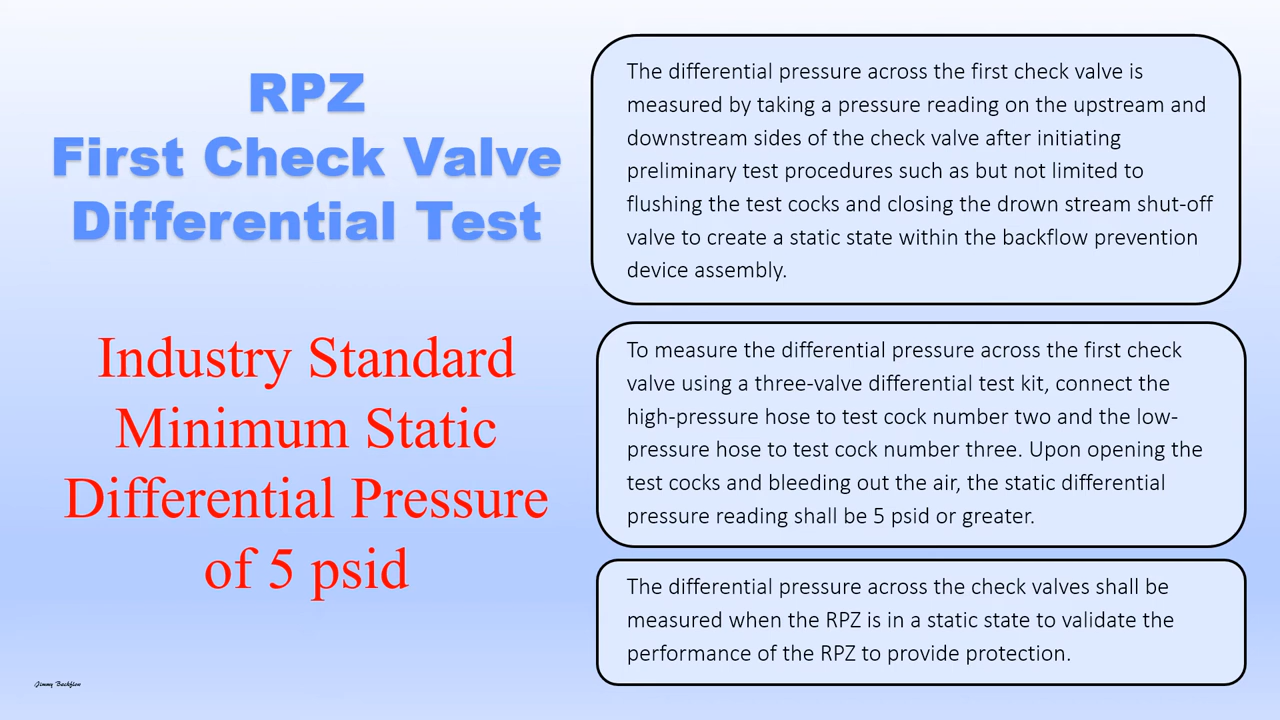 RPZ
First Check Valve
Differential Test
Industry Standard
Minimum Static
Differential Pressure
of 5 psid
The differential pressure across the first check valve is
measured by taking a pressure reading on the upstream and
downstream sides of the check valve after initiating
preliminary test procedures such as but not limited to
flushing the test cocks and closing the drown stream shut-off
valve to create a static state within the backflow prevention
device assembly.
To measure the differential pressure across the first check
valve using a three-valve differential test kit, connect the
high-pressure hose to test cock number two and the low-
pressure hose to test cock number three. Upon opening the
test cocks and bleeding out the air, the static differential
pressure reading shall be 5 psid or greater.
The differential pressure across the check valves shall be
measured when the RPZ is in a static state to validate the
performance of the RPZ to provide protection.
Jimmy Backflow